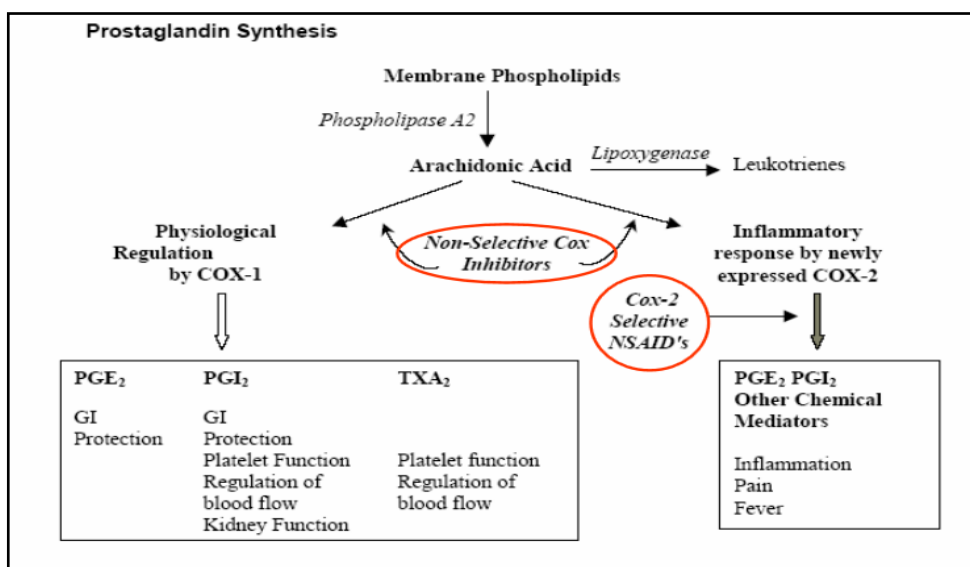 Prostaglandin Synthesis
Membrane Phospholipids
Phospholipase A2
Arachidonic Acid
Lipoxygenase
Leukotrienes
Physiological
Regulation
by COX-1
Non-Selective Cox
Inhibitors
Inflammatory
response by newly
expressed COX-2
Cox-2
Selective
NSAID's
PGE₂
GI
Protection
PGI₂
GI
Protection
Platelet Function
Regulation of
blood flow
Kidney Function
TXA₂
Platelet function
Regulation of
blood flow
PGE₂ PGI₂
Other Chemical
Mediators
Inflammation
Pain
Fever